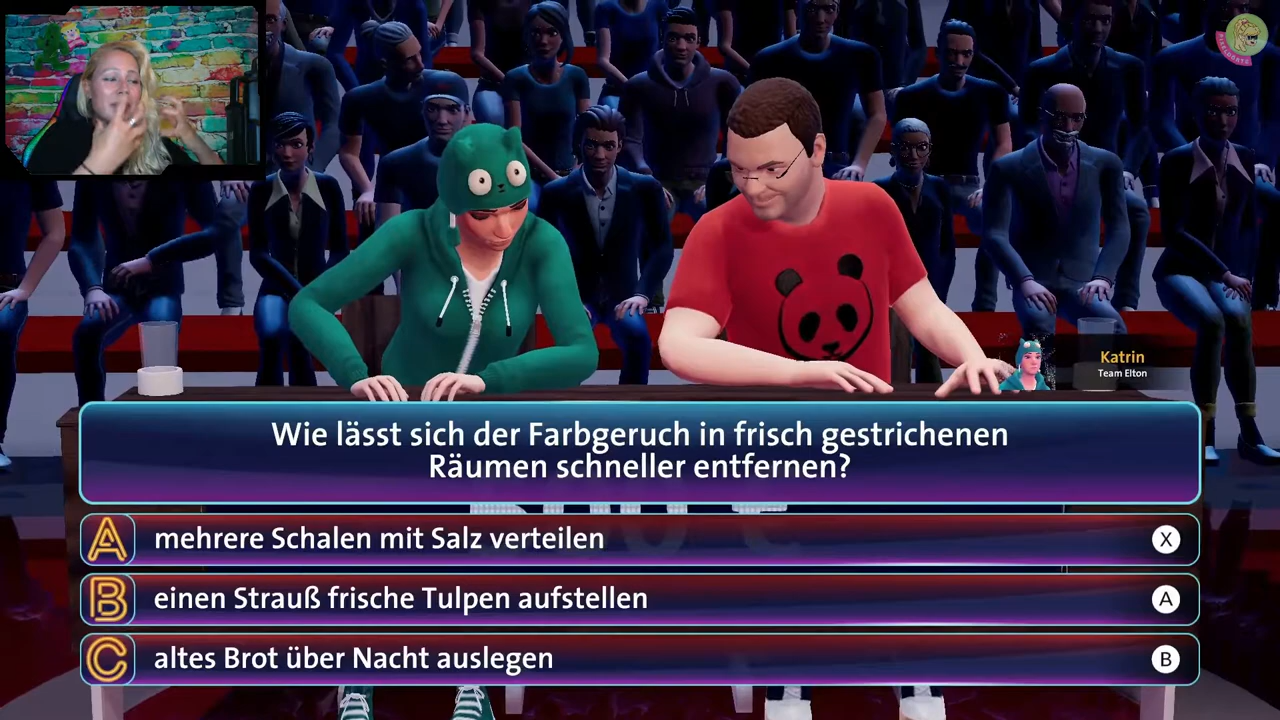 Katrin
Team Elton
Wie lässt sich der Farbgeruch in frisch gestrichenen
Räumen schneller entfernen?
A mehrere Schalen mit Salz verteilen X
B einen Strauß frische Tulpen aufstellen A
C altes Brot über Nacht auslegen B